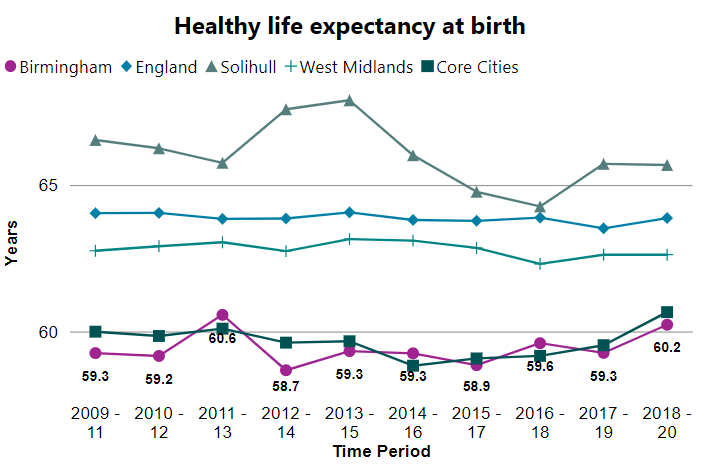 Healthy life expectancy at birth
Birmingham England Solihull West Midlands Core Cities
65
Years
60
59.3 59.2 60.6 58.7 59.3 59.3 58.9 59.6 59.3 60.2
2009 - 2010 - 2011 - 2012 - 2013 - 2014 - 2015 - 2016 - 2017 - 2018 -
11 12 13 14 15 16 17 18 19 20
Time Period